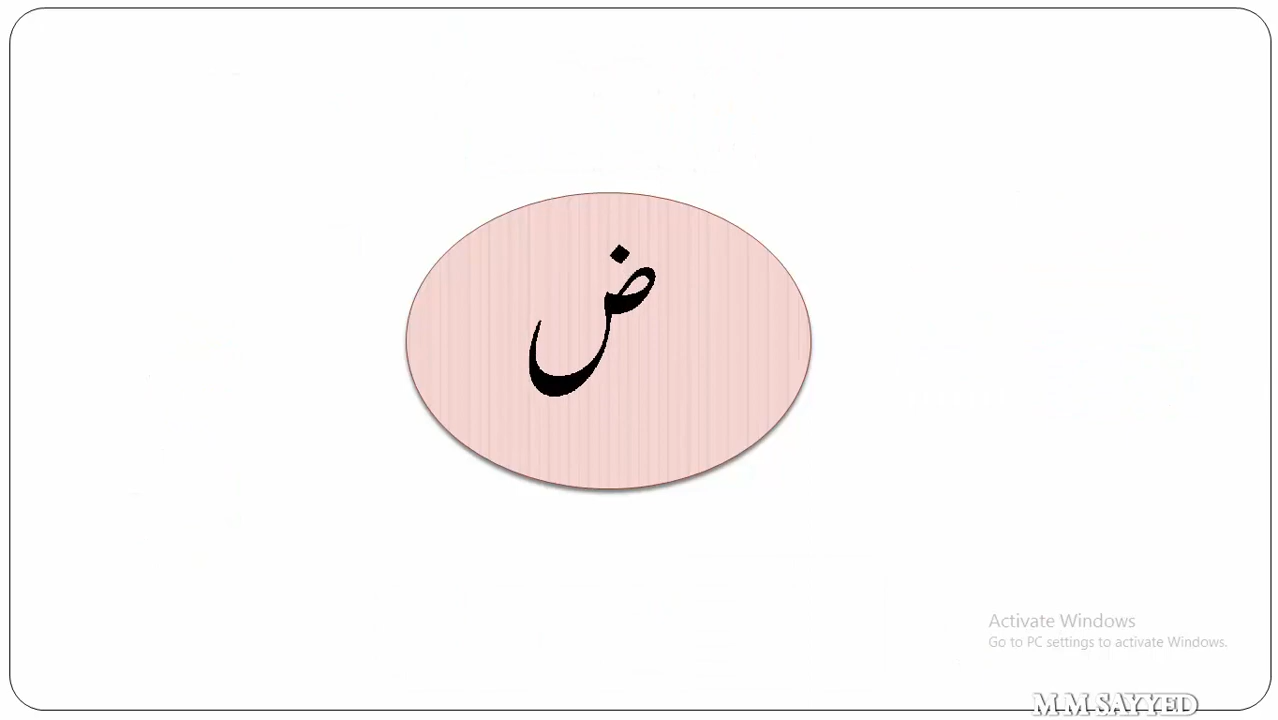 ض
Activate Windows
Go to PC settings to activate Windows.
M M SAYYED